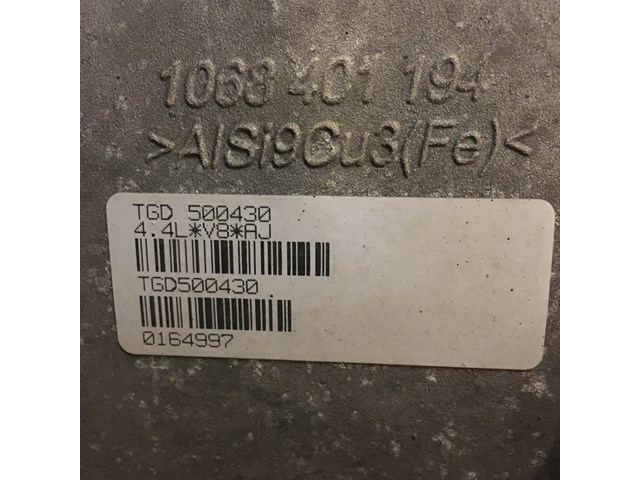 1068 401 194
>AlSi9Cu3(Fe)<
TGD 500430
4.4L*V8*AJ
TGD500430
0164997